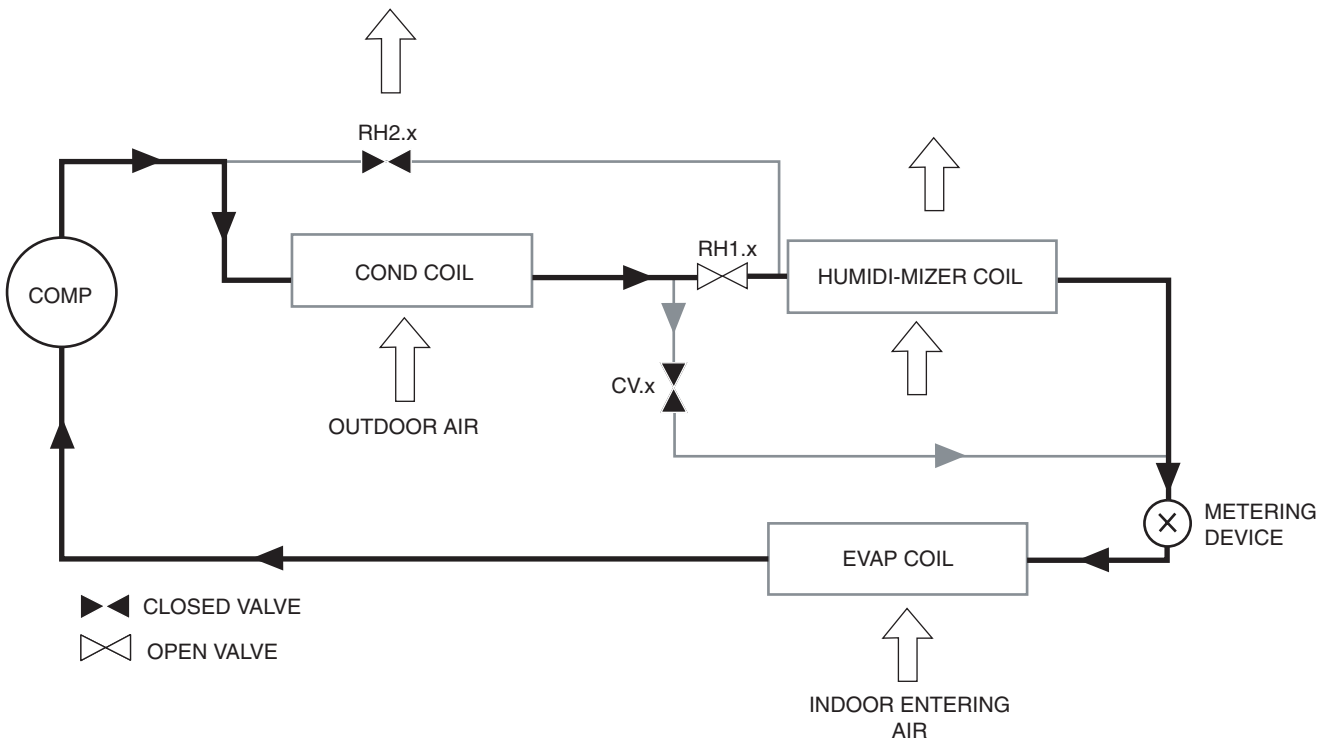 RH2.x
RH1.x
COND COIL
HUMIDI-MIZER COIL
COMP
CV.x
OUTDOOR AIR
METERING
DEVICE
EVAP COIL
CLOSED VALVE
OPEN VALVE
INDOOR ENTERING
AIR